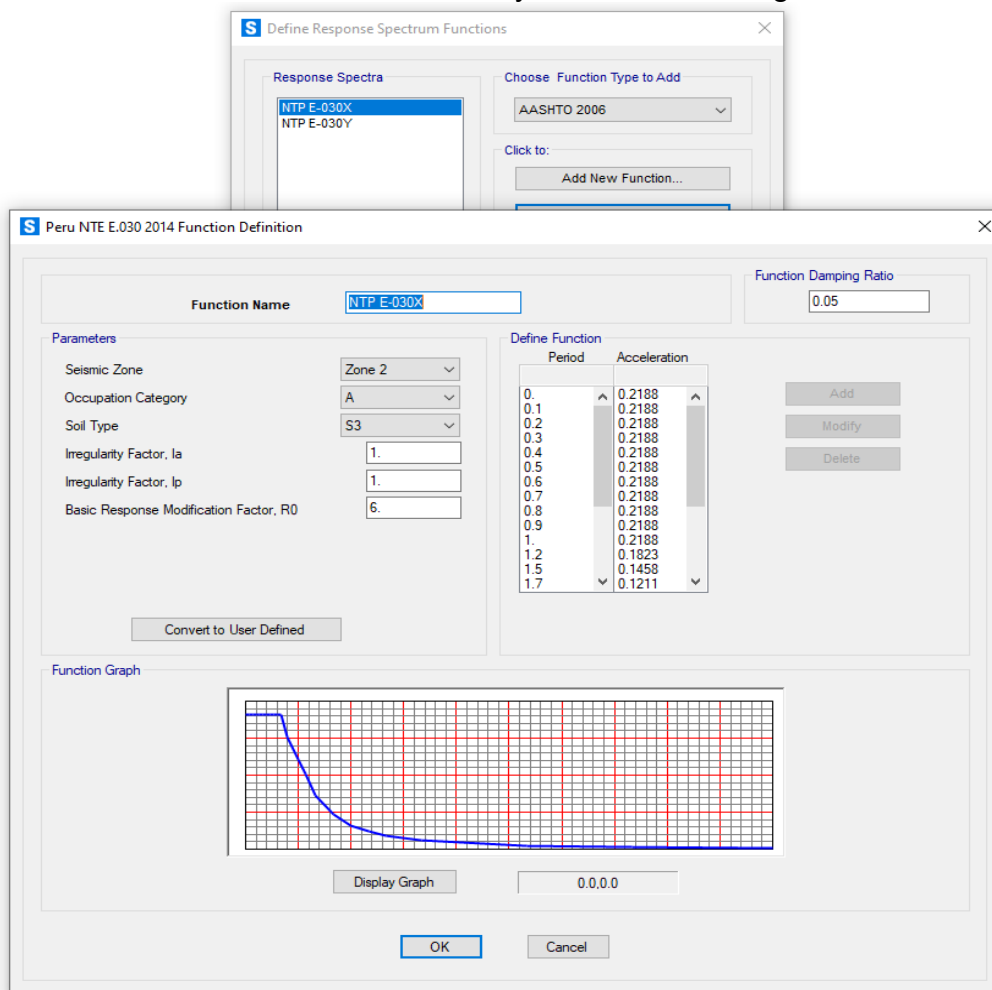 Define Response Spectrum Functions
Response Spectra
NTP E-030X
NTP E-030Y
Choose Function Type to Add
AASHTO 2006
Click to:
Add New Function...
Peru NTE E.030 2014 Function Definition
Function Name
NTP E-030X
Function Damping Ratio
0.05
Parameters
Seismic Zone
Zone 2
Occupation Category
A
Soil Type
S3
Irregularity Factor, Ia
1.
Irregularity Factor, Ip
1.
Basic Response Modification Factor, R0
6.
Convert to User Defined
Define Function
Period Acceleration
0. 0.2188
0.1 0.2188
0.2 0.2188
0.3 0.2188
0.4 0.2188
0.5 0.2188
0.6 0.2188
0.7 0.2188
0.8 0.2188
0.9 0.2188
1. 0.2188
1.2 0.1823
1.5 0.1458
1.7 0.1211
Add
Modify
Delete
Function Graph
Display Graph
0.0,0.0
OK
Cancel